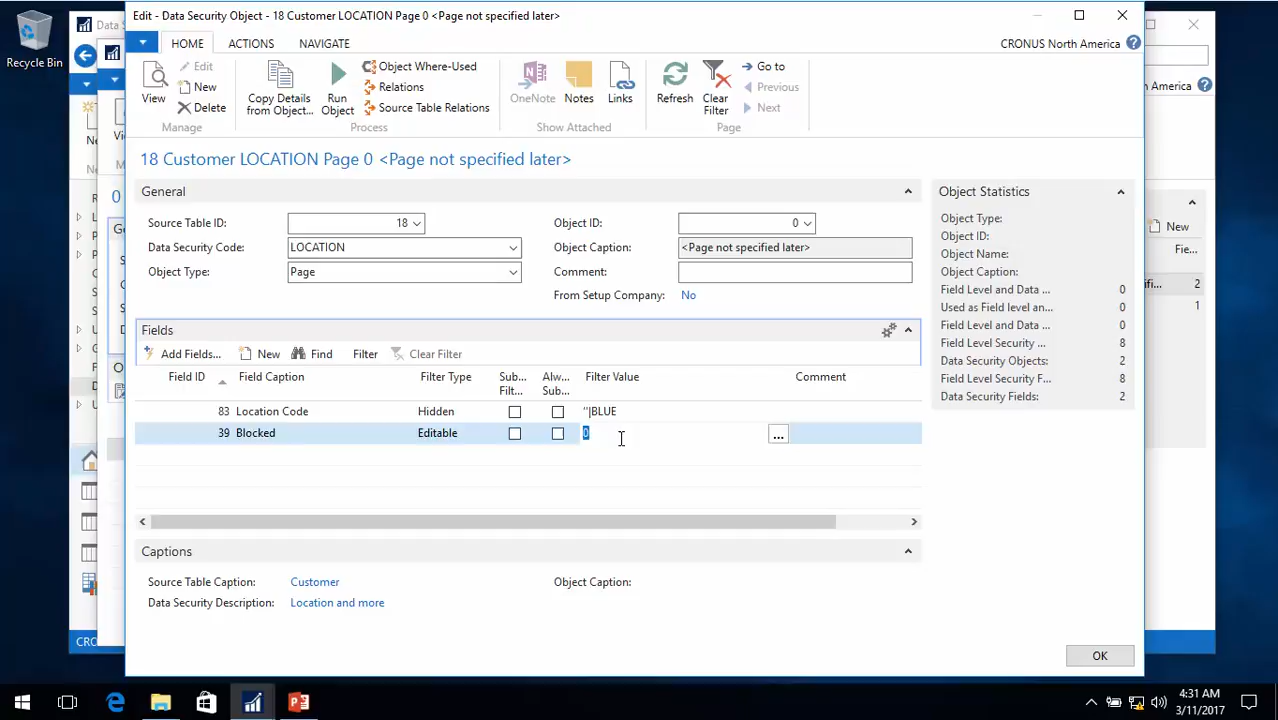 Recycle Bin
Data S
Edit - Data Security Object - 18 Customer LOCATION Page 0 <Page not specified later>
HOME ACTIONS NAVIGATE
CRONUS North America
h America
View
Edit
New
Delete
Manage
Copy Details from Object...
Run Object
Object Where-Used
Relations
Source Table Relations
Process
OneNote
Notes
Links
Show Attached
Refresh
Clear Filter
Go to
Previous
Next
Page
18 Customer LOCATION Page 0 <Page not specified later>
General
Source Table ID: 18
Data Security Code: LOCATION
Object Type: Page
Object ID: 0
Object Caption: <Page not specified later>
Comment:
From Setup Company: No
Fields
Add Fields... New Find Filter Clear Filter
Field ID Field Caption Filter Type Sub... Filt... Alw... Sub... Filter Value Comment
83 Location Code Hidden ''|BLUE
39 Blocked Editable 0 ...
Captions
Source Table Caption: Customer
Object Caption:
Data Security Description: Location and more
Object Statistics
Object Type:
Object ID:
Object Name:
Object Caption:
Field Level and Data ... 0
Used as Field level an... 0
Field Level and Data ... 0
Field Level Security ... 8
Data Security Objects: 2
Field Level Security F... 8
Data Security Fields: 2
New
Fie...
ifi... 2
1
OK
CRO
4:31 AM
3/11/2017